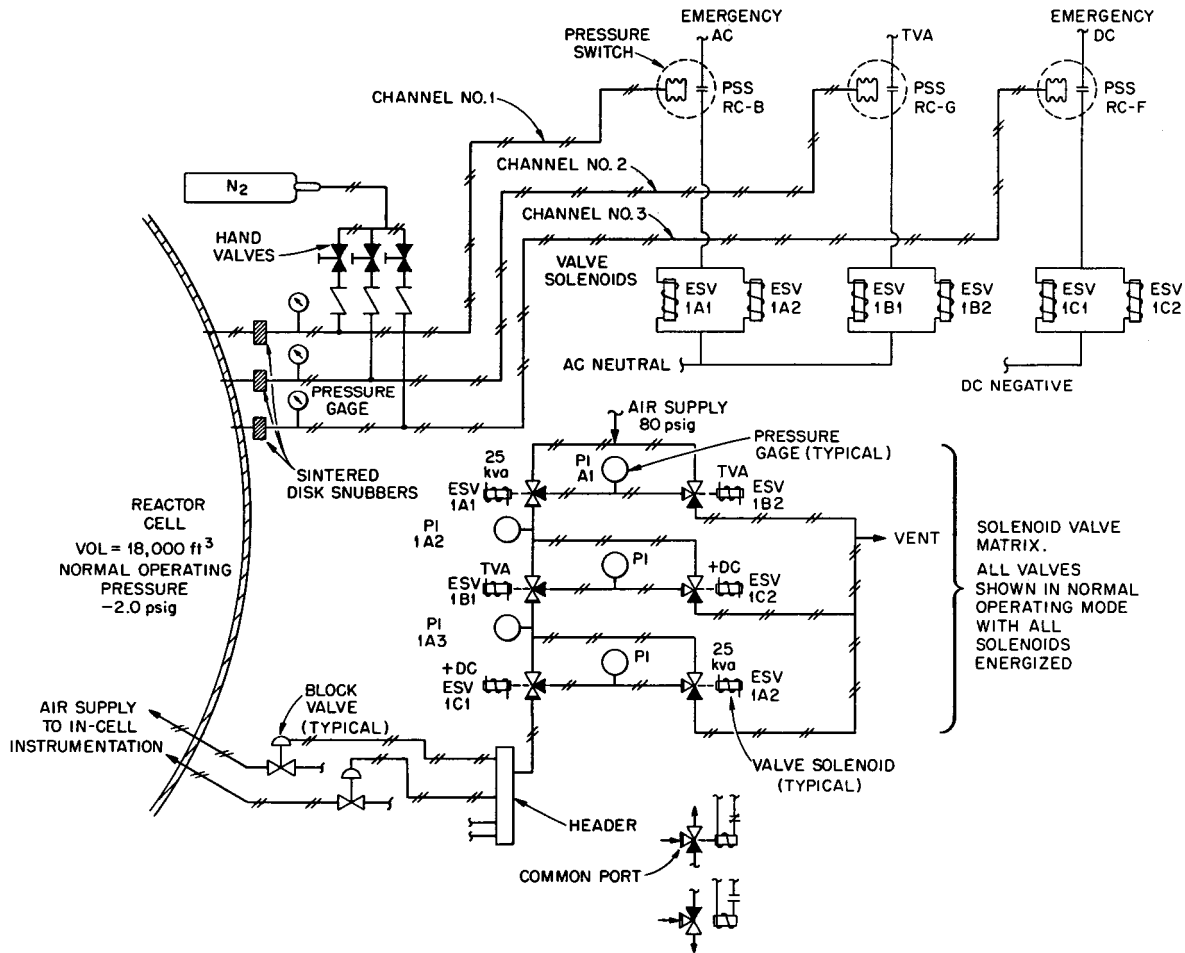 EMERGENCY
AC
PRESSURE
SWITCH
PSS
RC-B
TVA
PSS
RC-G
EMERGENCY
DC
PSS
RC-F
CHANNEL NO.1
CHANNEL NO. 2
CHANNEL NO.3
N2
HAND
VALVES
VALVE
SOLENOIDS
ESV
1A1
ESV
1A2
ESV
1B1
ESV
1B2
ESV
1C1
ESV
1C2
AC NEUTRAL
DC NEGATIVE
PRESSURE
GAGE
SINTERED
DISK SNUBBERS
REACTOR
CELL
VOL = 18,000 ft3
NORMAL OPERATING
PRESSURE
-2.0 psig
AIR SUPPLY
80 psig
PRESSURE
GAGE (TYPICAL)
25
kva
ESV
1A1
PI
A1
TVA
ESV
1B2
PI
1A2
VENT
TVA
ESV
1B1
PI
+DC
ESV
1C2
PI
1A3
+DC
ESV
1C1
PI
25
kva
ESV
1A2
SOLENOID VALVE
MATRIX.
ALL VALVES
SHOWN IN NORMAL
OPERATING MODE
WITH ALL
SOLENOIDS
ENERGIZED
AIR SUPPLY
TO IN-CELL
INSTRUMENTATION
BLOCK
VALVE
(TYPICAL)
VALVE SOLENOID
(TYPICAL)
HEADER
COMMON PORT